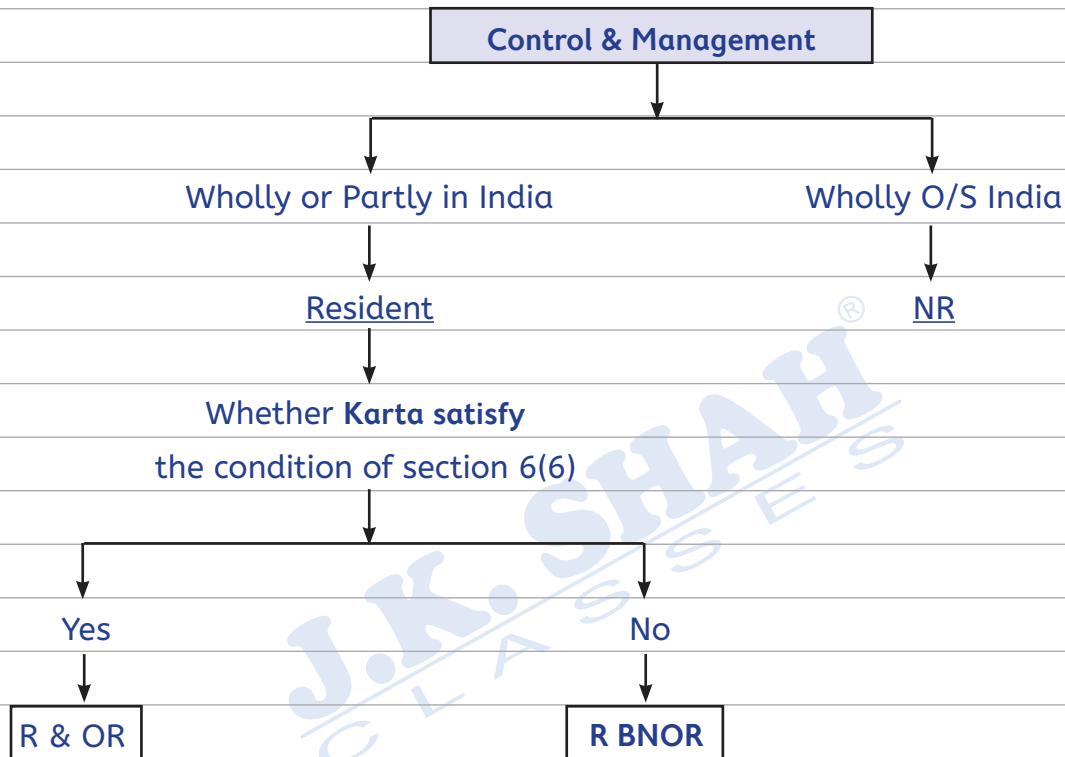 Control & Management
Wholly or Partly in India
Wholly O/S India
Resident
NR
Whether Karta satisfy
the condition of section 6(6)
Yes
No
R & OR
R BNOR
J.K. SHAH ®
CLASSES